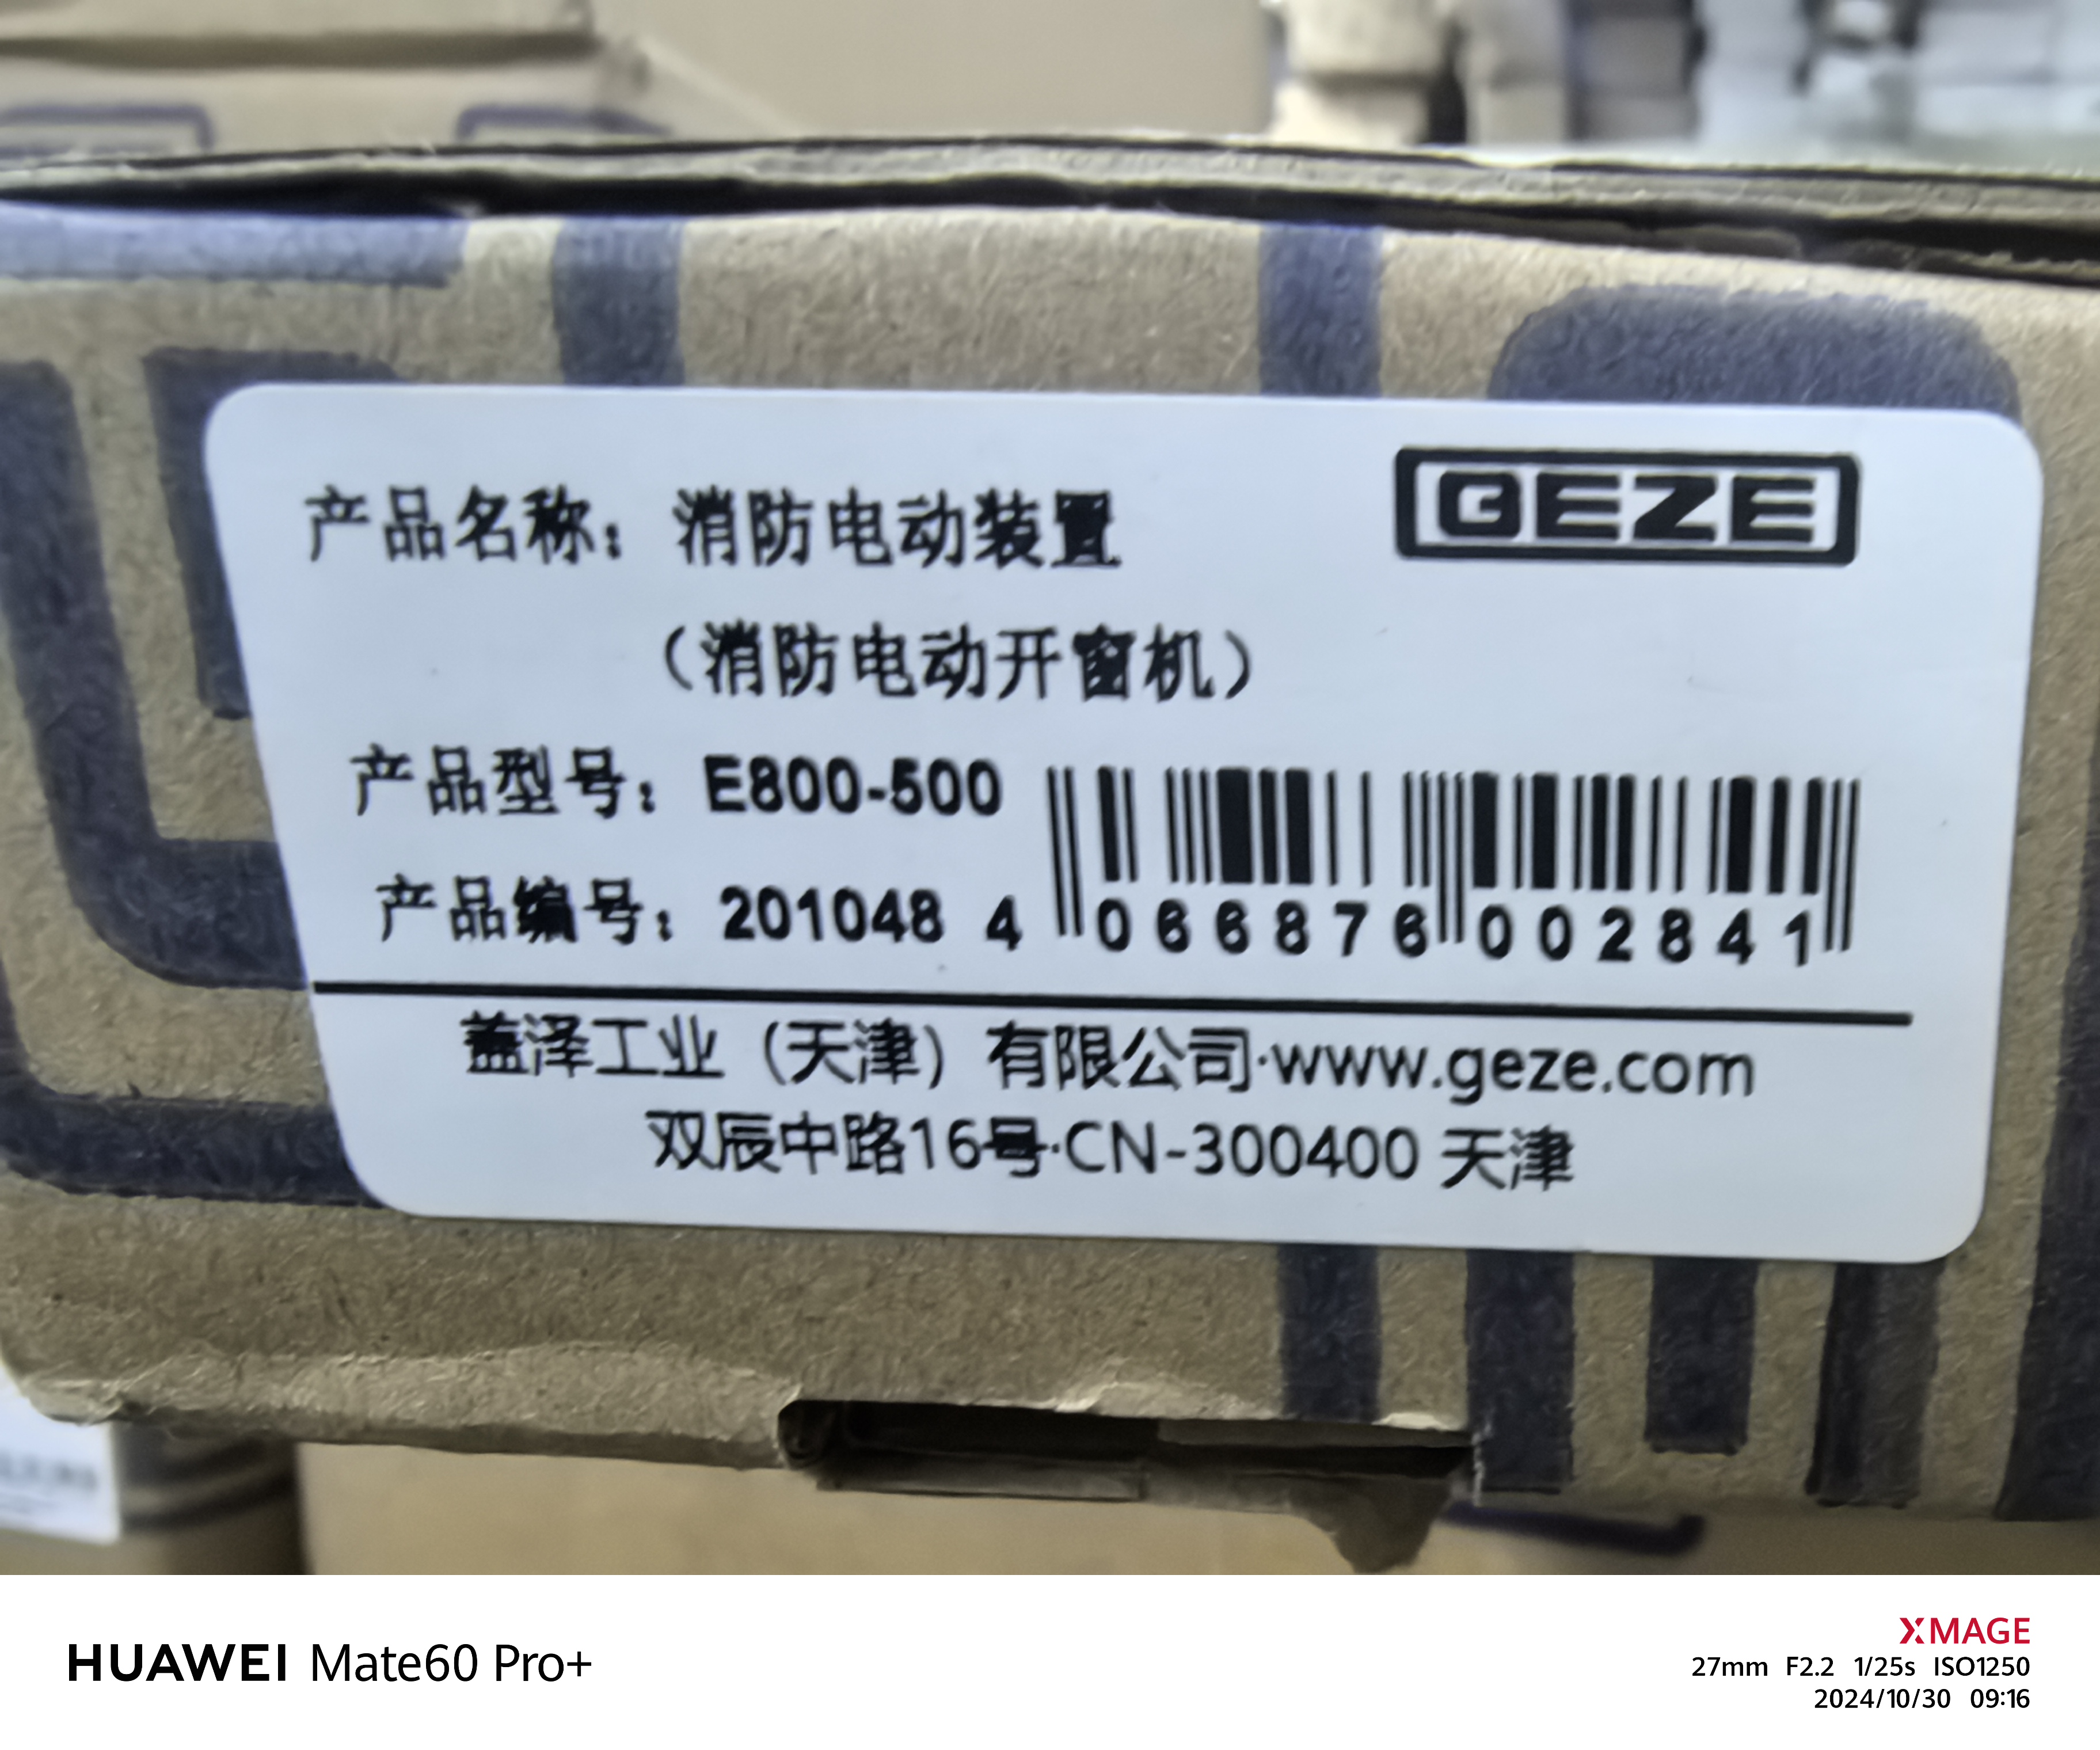 产品名称：消防电动装置
GEZE
（消防电动开窗机）
产品型号：E800-500
产品编号：201048
4 066876 002841
盖泽工业（天津）有限公司·www.geze.com
双辰中路16号·CN-300400 天津
HUAWEI Mate60 Pro+
XMAGE
27mm F2.2 1/25s ISO1250
2024/10/30 09:16